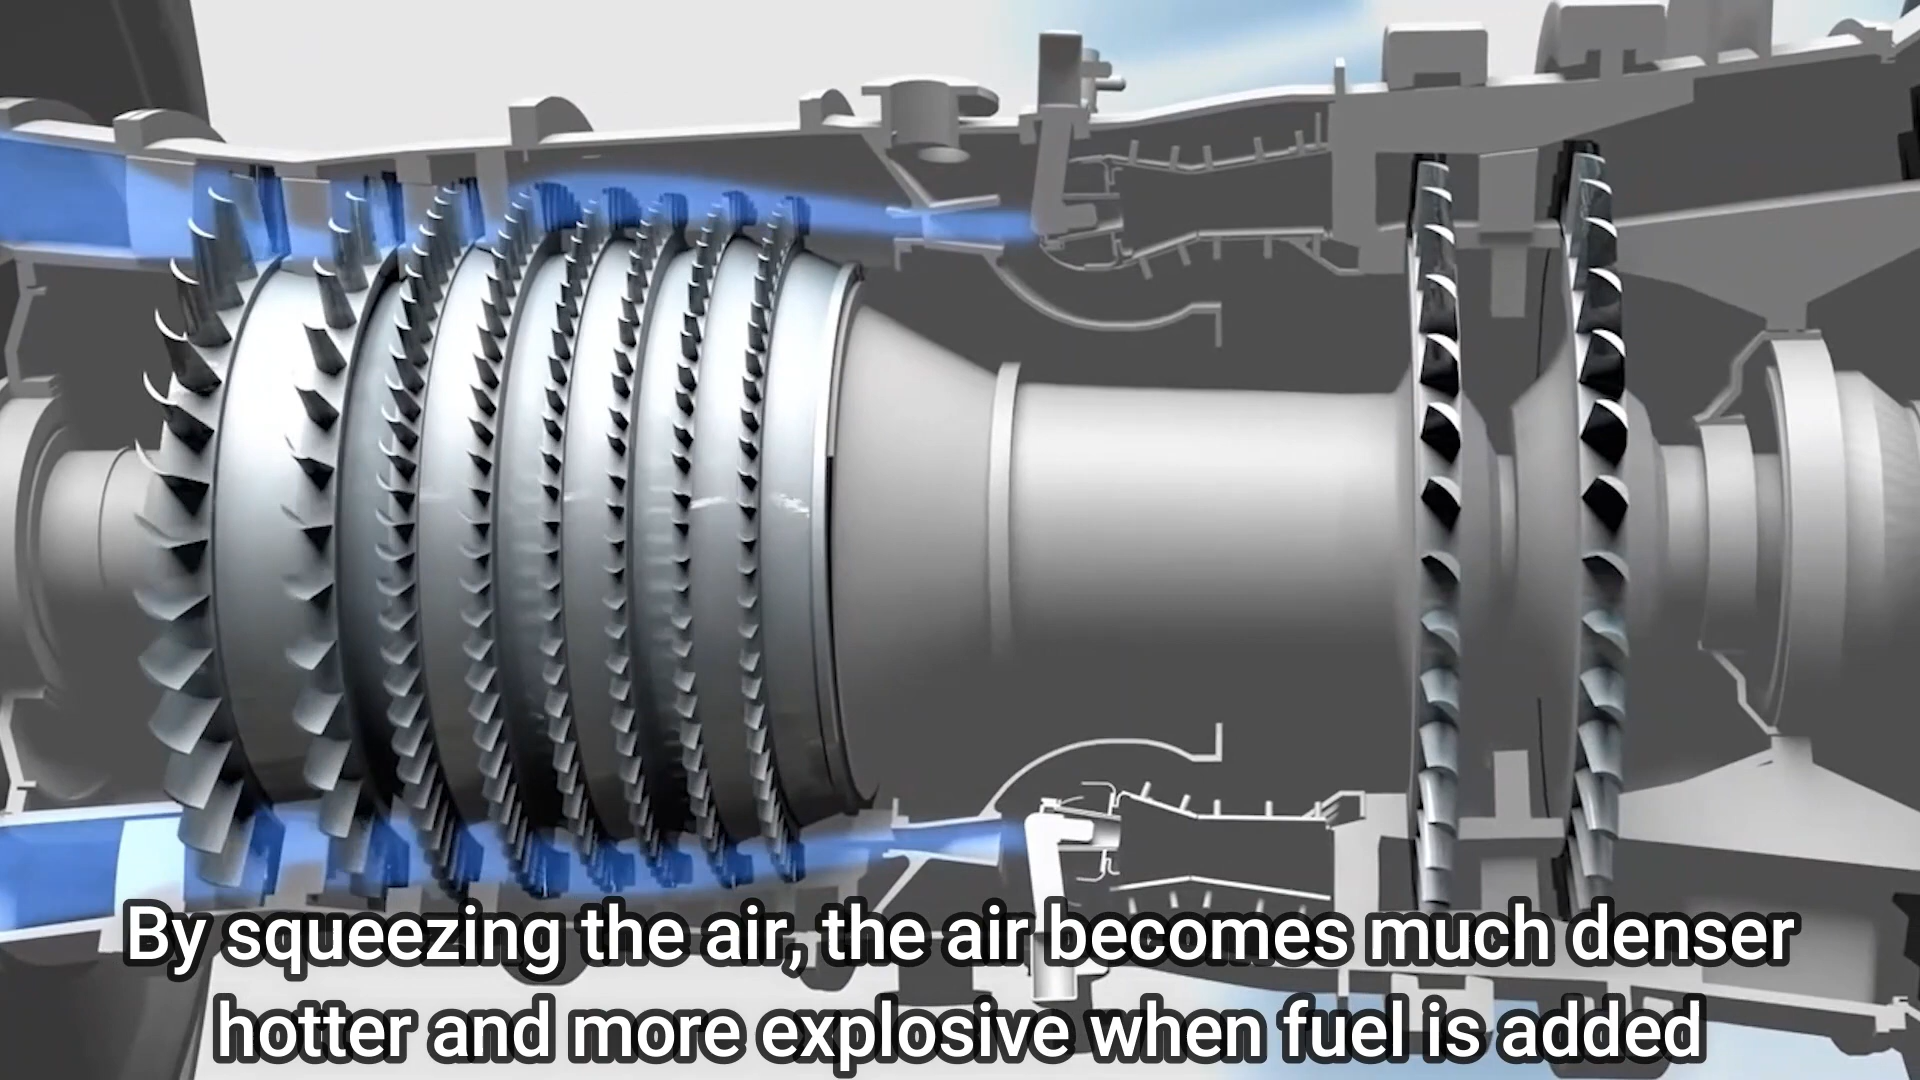 By squeezing the air, the air becomes much denser
hotter and more explosive when fuel is added